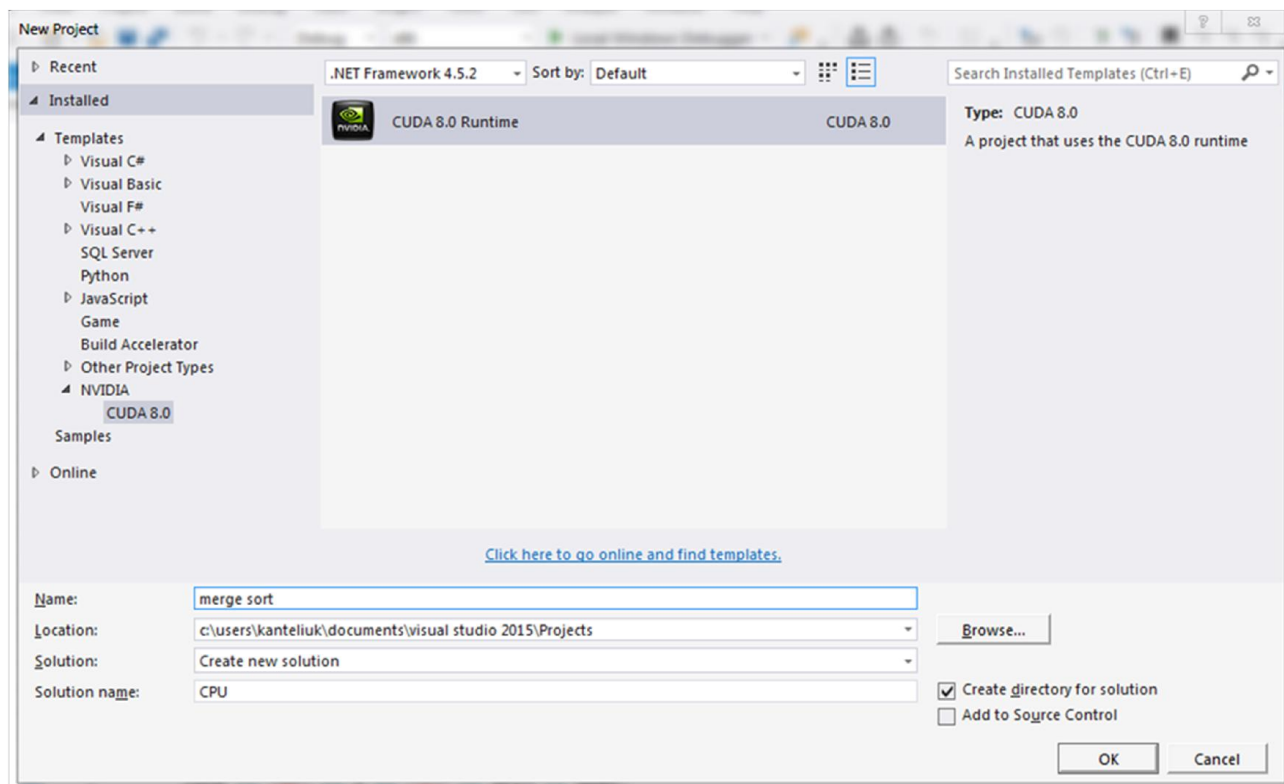 New Project
Recent
.NET Framework 4.5.2 Sort by: Default
Search Installed Templates (Ctrl+E)
Installed
Templates
Visual C#
Visual Basic
Visual F#
Visual C++
SQL Server
Python
JavaScript
Game
Build Accelerator
Other Project Types
NVIDIA
CUDA 8.0
Samples
Online
NVIDIA
CUDA 8.0 Runtime CUDA 8.0
Type: CUDA 8.0
A project that uses the CUDA 8.0 runtime
Click here to go online and find templates.
Name: merge sort
Location: c:\users\kanteliuk\documents\visual studio 2015\Projects
Browse...
Solution: Create new solution
Solution name: CPU
Create directory for solution
Add to Source Control
OK Cancel